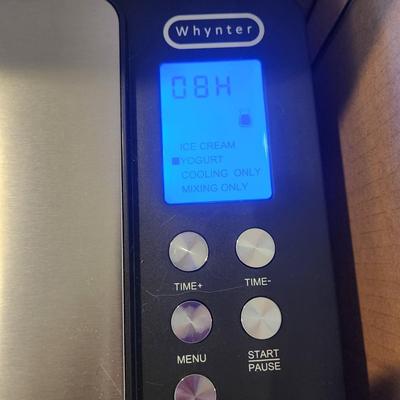 Whynter
08H
ICE CREAM
YOGURT
COOLING ONLY
MIXING ONLY
TIME+ TIME-
MENU START
PAUSE